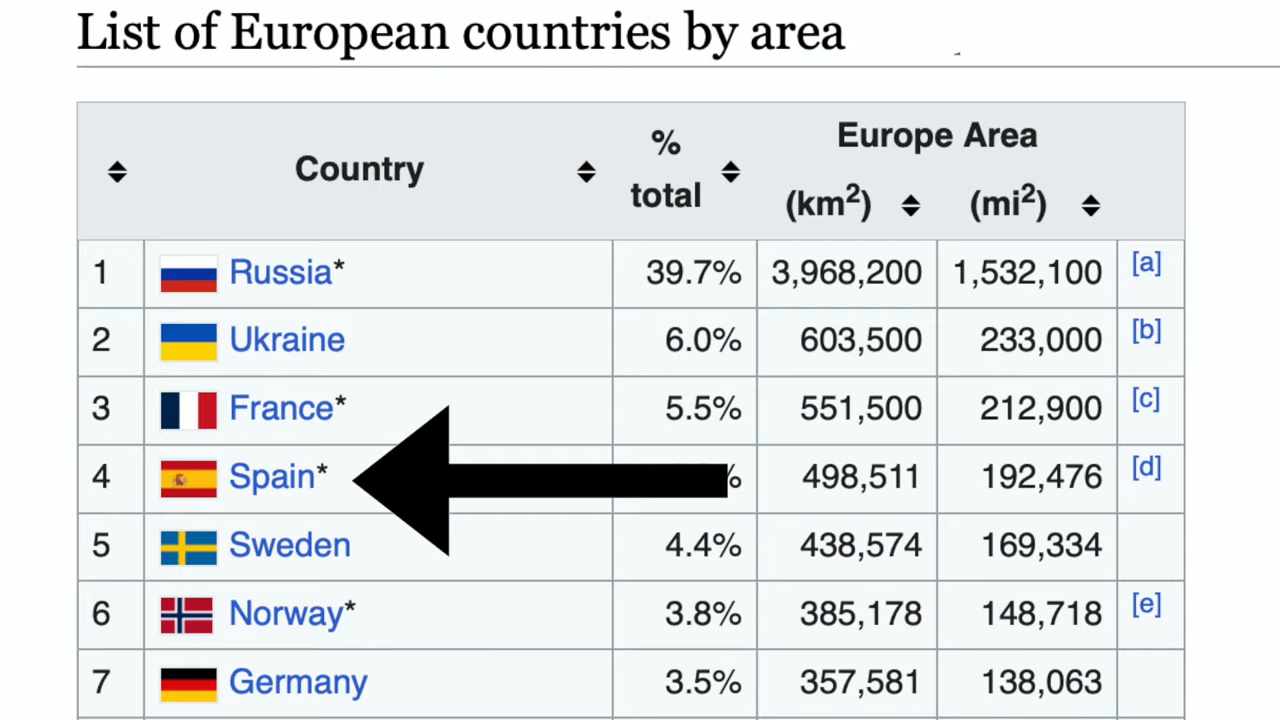 List of European countries by area
Country % total Europe Area (km²) (mi²)
1 Russia* 39.7% 3,968,200 1,532,100 [a]
2 Ukraine 6.0% 603,500 233,000 [b]
3 France* 5.5% 551,500 212,900 [c]
4 Spain* % 498,511 192,476 [d]
5 Sweden 4.4% 438,574 169,334
6 Norway* 3.8% 385,178 148,718 [e]
7 Germany 3.5% 357,581 138,063